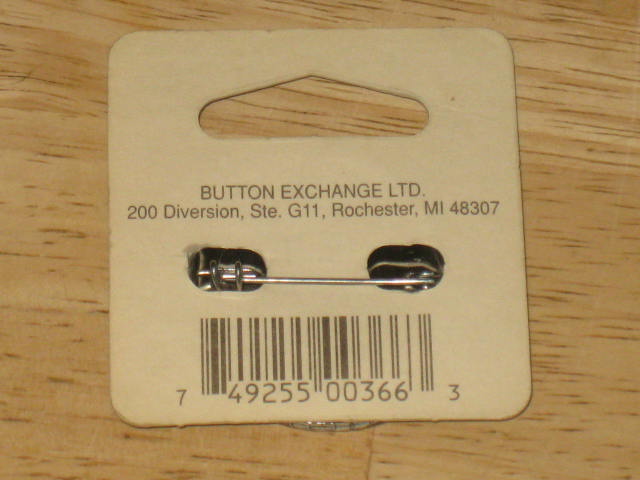 BUTTON EXCHANGE LTD.
200 Diversion, Ste. G11, Rochester, MI 48307
7 49255 00366 3